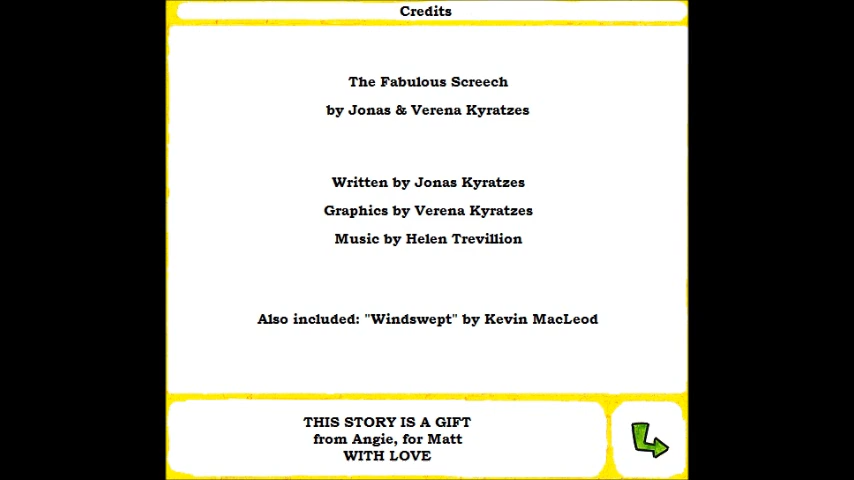 Credits
The Fabulous Screech
by Jonas & Verena Kyratzes
Written by Jonas Kyratzes
Graphics by Verena Kyratzes
Music by Helen Trevillion
Also included: "Windswept" by Kevin MacLeod
THIS STORY IS A GIFT
from Angie, for Matt
WITH LOVE